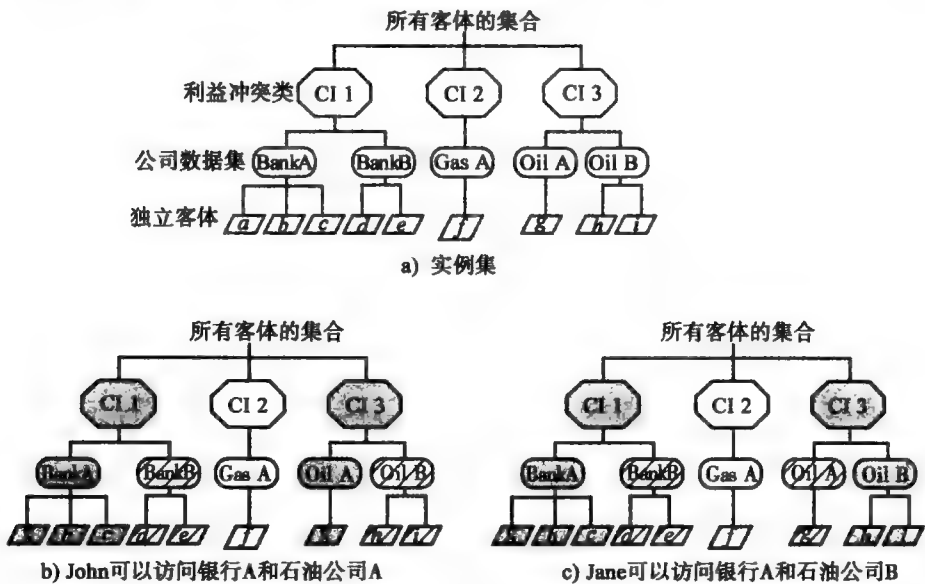 所有客体的集合
利益冲突类 CI 1 CI 2 CI 3
公司数据集 BankA BankB Gas A Oil A Oil B
独立客体 a b c d e f g h i
a) 实例集
所有客体的集合
CI 1 CI 2 CI 3
BankA BankB Gas A Oil A Oil B
c d e f h i
b) John可以访问银行A和石油公司A
所有客体的集合
CI 1 CI 2 CI 3
BankA BankB Gas A Oil A Oil B
b c d e f g h i
c) Jane可以访问银行A和石油公司B